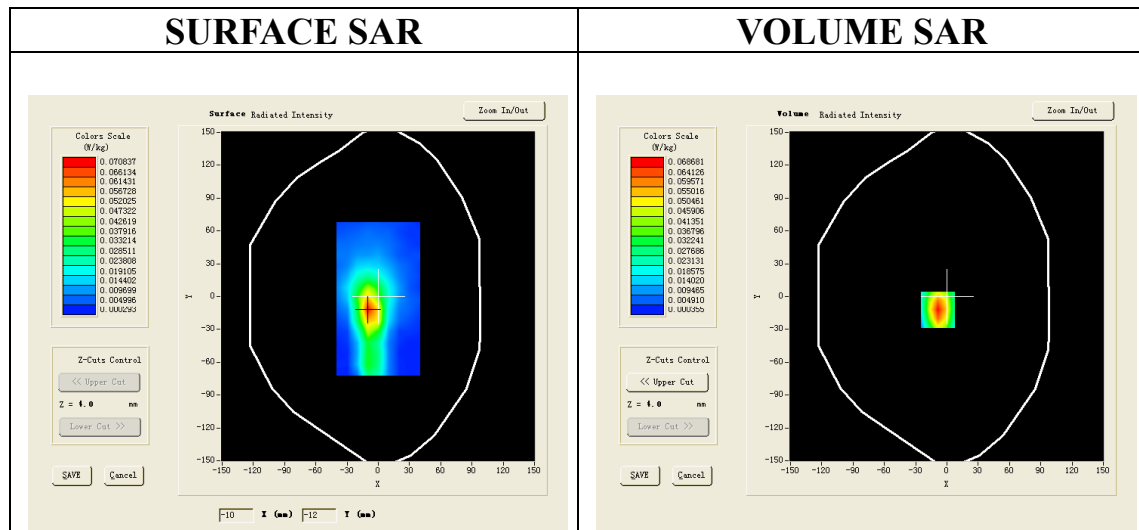 SURFACE SAR
VOLUME SAR
Surface Radiated Intensity
Zoom In/Out
Colors Scale
(W/kg)
0.070837
0.066134
0.061431
0.056728
0.052025
0.047322
0.042619
0.037916
0.033214
0.028511
0.023808
0.019105
0.014402
0.009699
0.004996
0.000293
150
120
90
60
30
0
-30
-60
-90
-120
-150
Y
-150 -120 -90 -60 -30 0 30 60 90 120 150
X
Z-Cuts Control
<< Upper Cut
Z = 4.0 mm
Lower Cut >>
SAVE
Cancel
-10 X (mm) -12 Y (mm)
Volume Radiated Intensity
Zoom In/Out
Colors Scale
(W/kg)
0.068681
0.064126
0.059571
0.055016
0.050461
0.045906
0.041351
0.036796
0.032241
0.027686
0.023131
0.018575
0.014020
0.009465
0.004910
0.000355
150
120
90
60
30
0
-30
-60
-90
-120
-150
Y
-150 -120 -90 -60 -30 0 30 60 90 120 150
X
Z-Cuts Control
<< Upper Cut
Z = 4.0 mm
Lower Cut >>
SAVE
Cancel